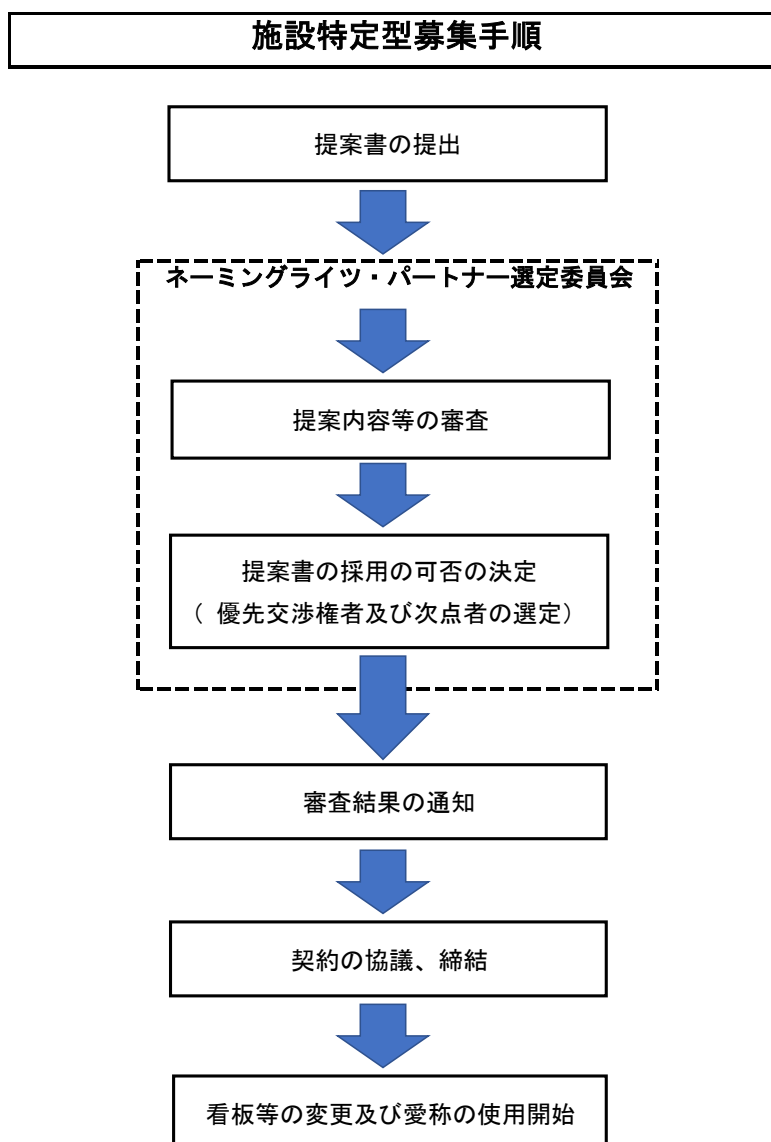 施設特定型募集手順
提案書の提出
ネーミングライツ・パートナー選定委員会
提案内容等の審査
提案書の採用の可否の決定
( 優先交渉権者及び次点者の選定)
審査結果の通知
契約の協議、締結
看板等の変更及び愛称の使用開始